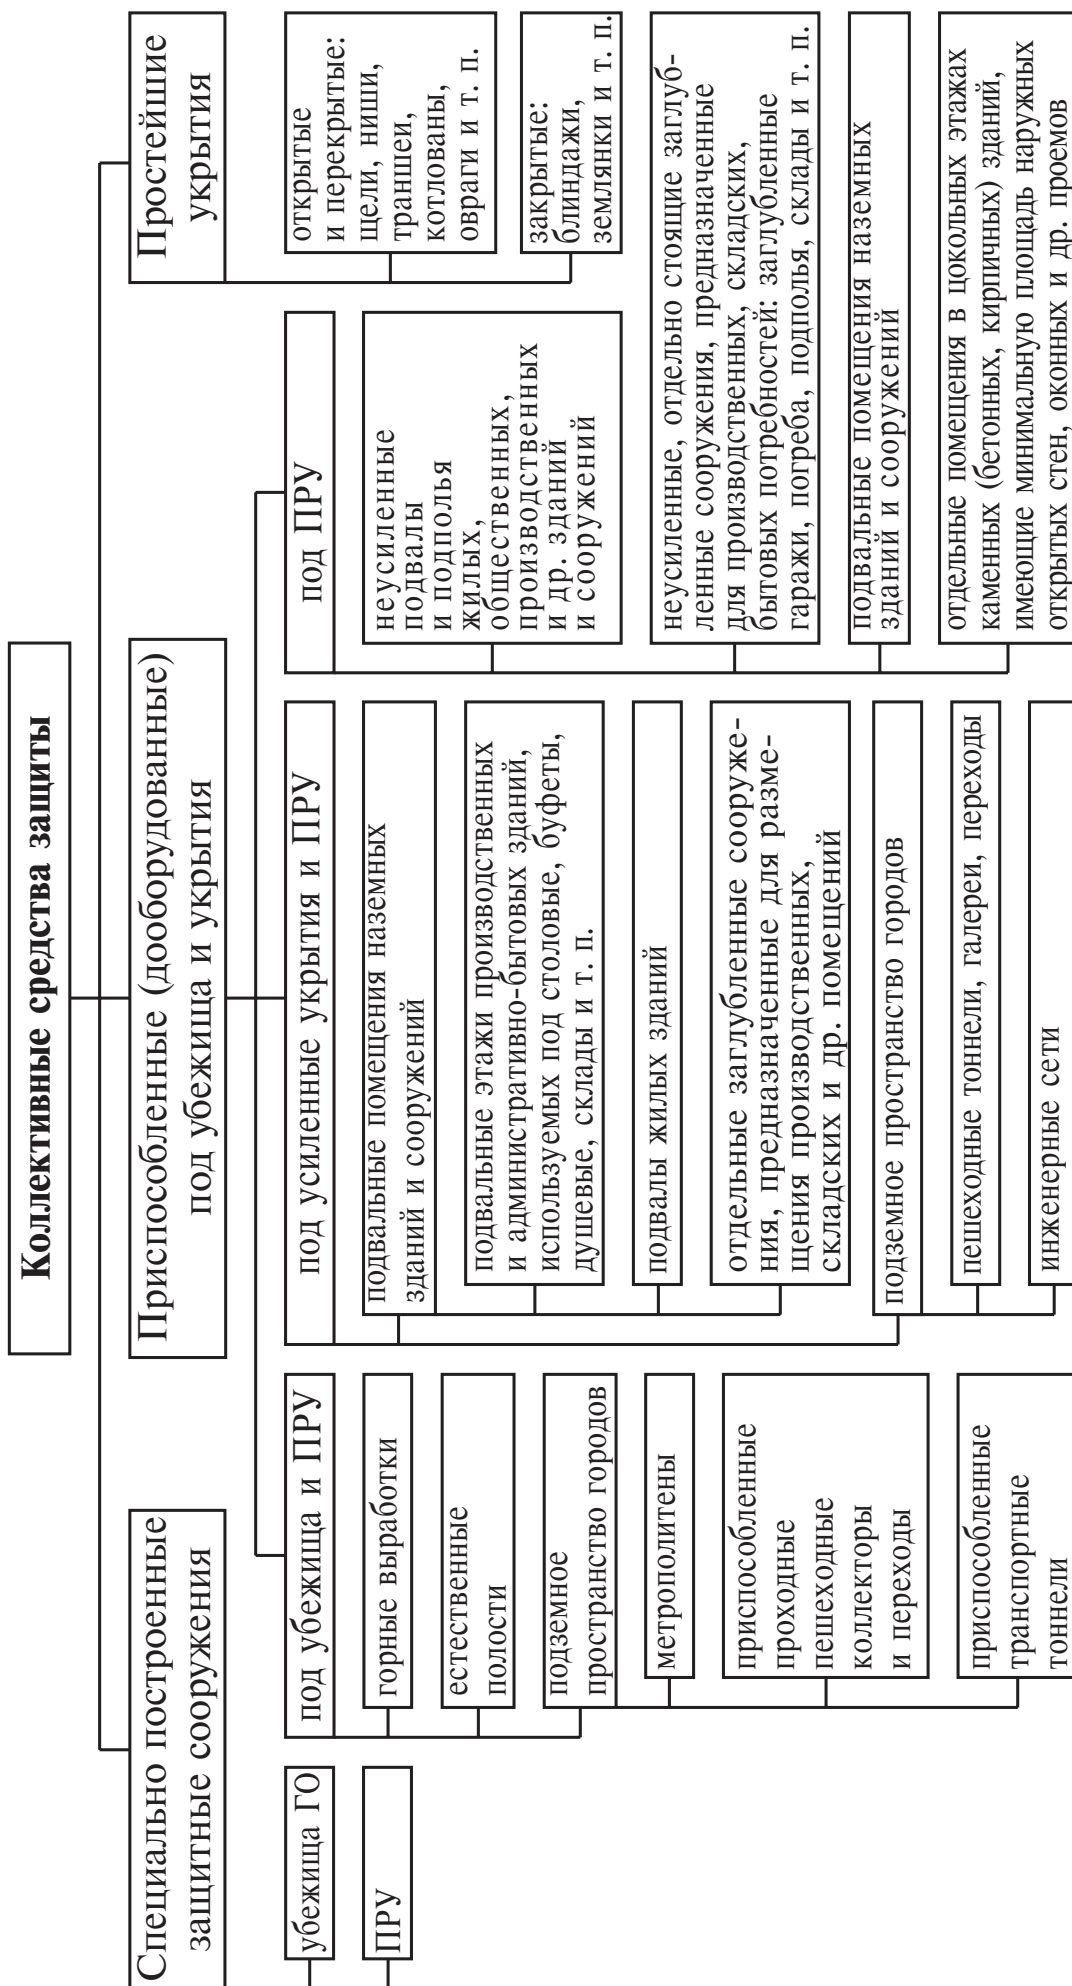 Коллективные средства защиты
Специально построенные
защитные сооружения
убежища ГО
ПРУ
Приспособленные (дооборудованные)
под убежища и укрытия
под убежища и ПРУ
горные выработки
естественные
полости
подземное
пространство городов
метрополитены
приспособленные
проходные
пешеходные
коллекторы
и переходы
приспособленные
транспортные
тоннели
под усиленные укрытия и ПРУ
подвальные помещения наземных
зданий и сооружений
подвальные этажи производственных
и административно-бытовых зданий,
используемых под столовые, буфеты,
душевые, склады и т. п.
подвалы жилых зданий
отдельные заглубленные сооруже-
ния, предназначенные для разме-
щения производственных,
складских и др. помещений
подземное пространство городов
пешеходные тоннели, галереи, переходы
инженерные сети
под ПРУ
неусиленные
подвалы
и подполья
жилых,
общественных,
производственных
и др. зданий
и сооружений
неусиленные, отдельно стоящие заглуб-
ленные сооружения, предназначенные
для производственных, складских,
бытовых потребностей: заглубленные
гаражи, погреба, подполья, склады и т. п.
подвальные помещения наземных
зданий и сооружений
отдельные помещения в цокольных этажах
каменных (бетонных, кирпичных) зданий,
имеющие минимальную площадь наружных
открытых стен, оконных и др. проемов
Простейшие
укрытия
открытые
и перекрытые:
щели, ниши,
траншеи,
котлованы,
овраги и т. п.
закрытые:
блиндажи,
землянки и т. п.